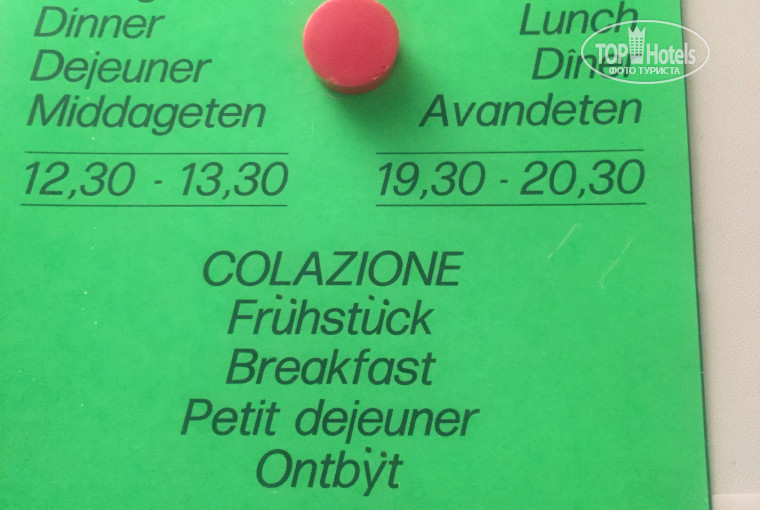 Dinner
Dejeuner
Middageten
12,30 - 13,30
Lunch
Dîner
Avandeten
19,30 - 20,30
COLAZIONE
Frühstück
Breakfast
Petit dejeuner
Ontbÿt
TOP Hotels
ФОТО ТУРИСТА